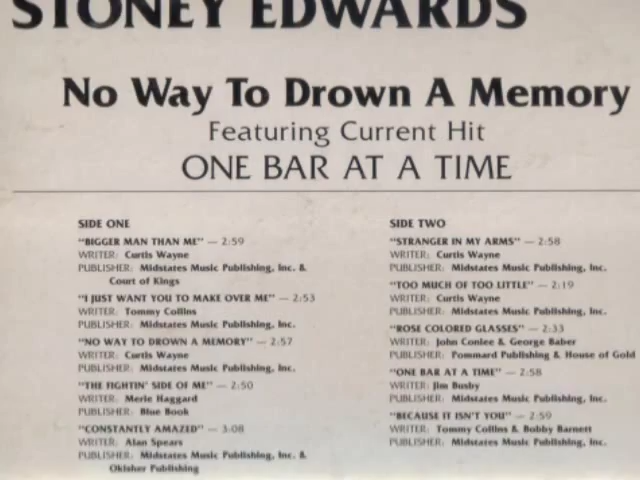 STONEY EDWARDS
No Way To Drown A Memory
Featuring Current Hit
ONE BAR AT A TIME
SIDE ONE
"BIGGER MAN THAN ME" — 2:59
WRITER: Curtis Wayne
PUBLISHER: Midstates Music Publishing, Inc. &
Court of Kings
"I JUST WANT YOU TO MAKE OVER ME" — 2:53
WRITER: Tommy Collins
PUBLISHER: Midstates Music Publishing, Inc.
"NO WAY TO DROWN A MEMORY" — 2:57
WRITER: Curtis Wayne
PUBLISHER: Midstates Music Publishing, Inc.
"THE FIGHTIN' SIDE OF ME" — 2:50
WRITER: Merle Haggard
PUBLISHER: Blue Book
"CONSTANTLY AMAZED" — 3:08
WRITER: Alan Spears
PUBLISHER: Midstates Music Publishing, Inc. &
Okisher Publishing
SIDE TWO
"STRANGER IN MY ARMS" — 2:58
WRITER: Curtis Wayne
PUBLISHER: Midstates Music Publishing, Inc.
"TOO MUCH OF TOO LITTLE" — 2:19
WRITER: Curtis Wayne
PUBLISHER: Midstates Music Publishing, Inc.
"ROSE COLORED GLASSES" — 2:33
WRITER: John Conlee & George Baber
PUBLISHER: Pommard Publishing & House of Gold
"ONE BAR AT A TIME" — 2:58
WRITER: Jim Busby
PUBLISHER: Midstates Music Publishing, Inc.
"BECAUSE IT ISN'T YOU" — 2:59
WRITER: Tommy Collins & Bobby Barnett
PUBLISHER: Midstates Music Publishing, Inc.